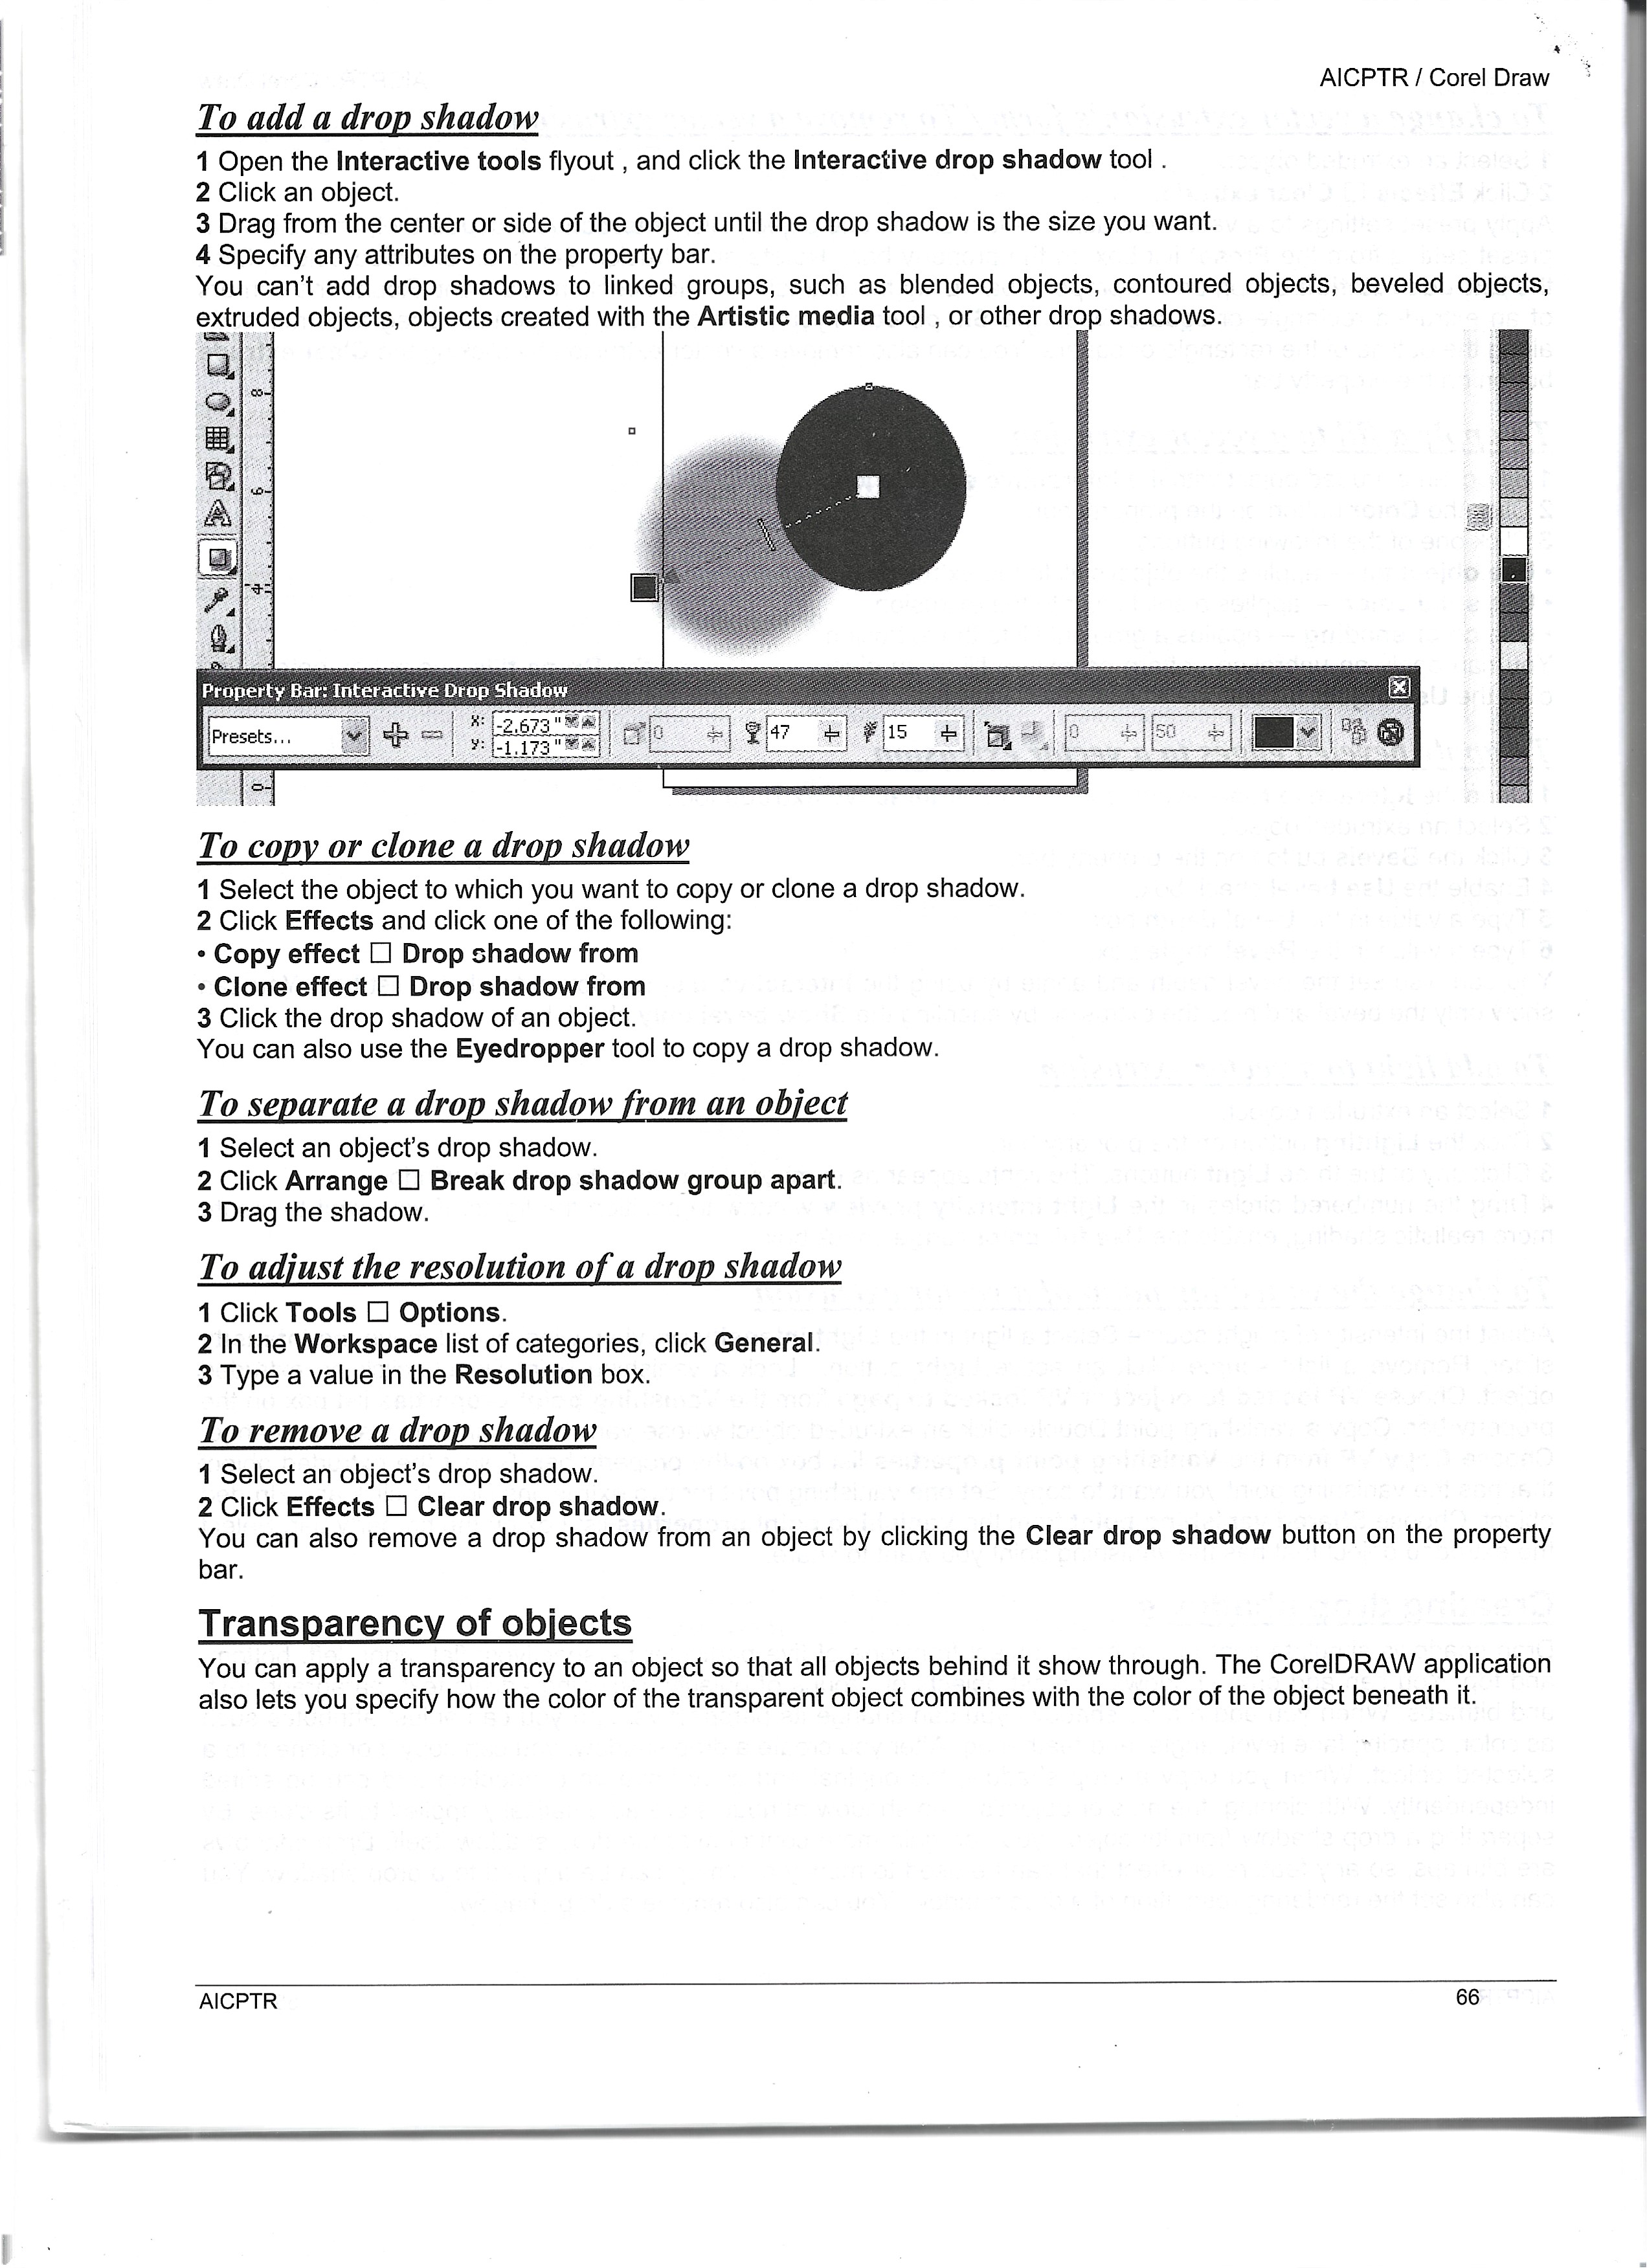 AICPTR / Corel Draw
To add a drop shadow
1 Open the Interactive tools flyout , and click the Interactive drop shadow tool .
2 Click an object.
3 Drag from the center or side of the object until the drop shadow is the size you want.
4 Specify any attributes on the property bar.
You can't add drop shadows to linked groups, such as blended objects, contoured objects, beveled objects,
extruded objects, objects created with the Artistic media tool , or other drop shadows.
8
6
4
Property Bar: Interactive Drop Shadow
Presets... x: -2.673 " 0 47 15 0 50
y: -1.173 "
0
To copy or clone a drop shadow
1 Select the object to which you want to copy or clone a drop shadow.
2 Click Effects and click one of the following:
• Copy effect □ Drop shadow from
• Clone effect □ Drop shadow from
3 Click the drop shadow of an object.
You can also use the Eyedropper tool to copy a drop shadow.
To separate a drop shadow from an object
1 Select an object's drop shadow.
2 Click Arrange □ Break drop shadow group apart.
3 Drag the shadow.
To adjust the resolution of a drop shadow
1 Click Tools □ Options.
2 In the Workspace list of categories, click General.
3 Type a value in the Resolution box.
To remove a drop shadow
1 Select an object's drop shadow.
2 Click Effects □ Clear drop shadow.
You can also remove a drop shadow from an object by clicking the Clear drop shadow button on the property
bar.
Transparency of objects
You can apply a transparency to an object so that all objects behind it show through. The CorelDRAW application
also lets you specify how the color of the transparent object combines with the color of the object beneath it.
AICPTR 66